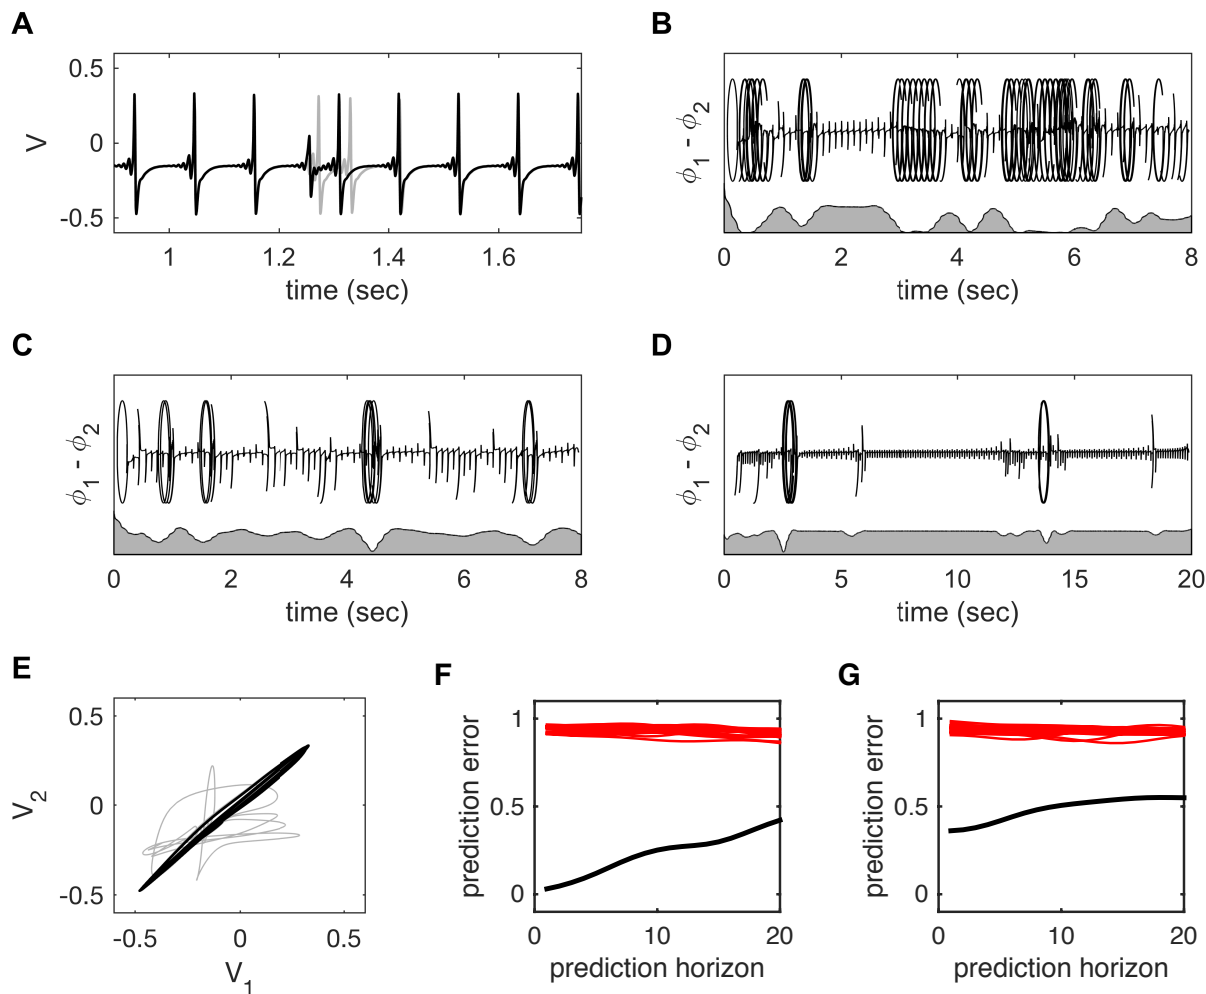 A
0.5
0
-0.5
V
1
1.2
1.4
1.6
time (sec)
B
ϕ1 - ϕ2
0
2
4
6
8
time (sec)
C
ϕ1 - ϕ2
0
2
4
6
8
time (sec)
D
ϕ1 - ϕ2
0
5
10
15
20
time (sec)
E
0.5
0
-0.5
V2
-0.5
0
0.5
V1
F
1
0.5
0
prediction error
0
10
20
prediction horizon
G
1
0.5
0
prediction error
0
10
20
prediction horizon